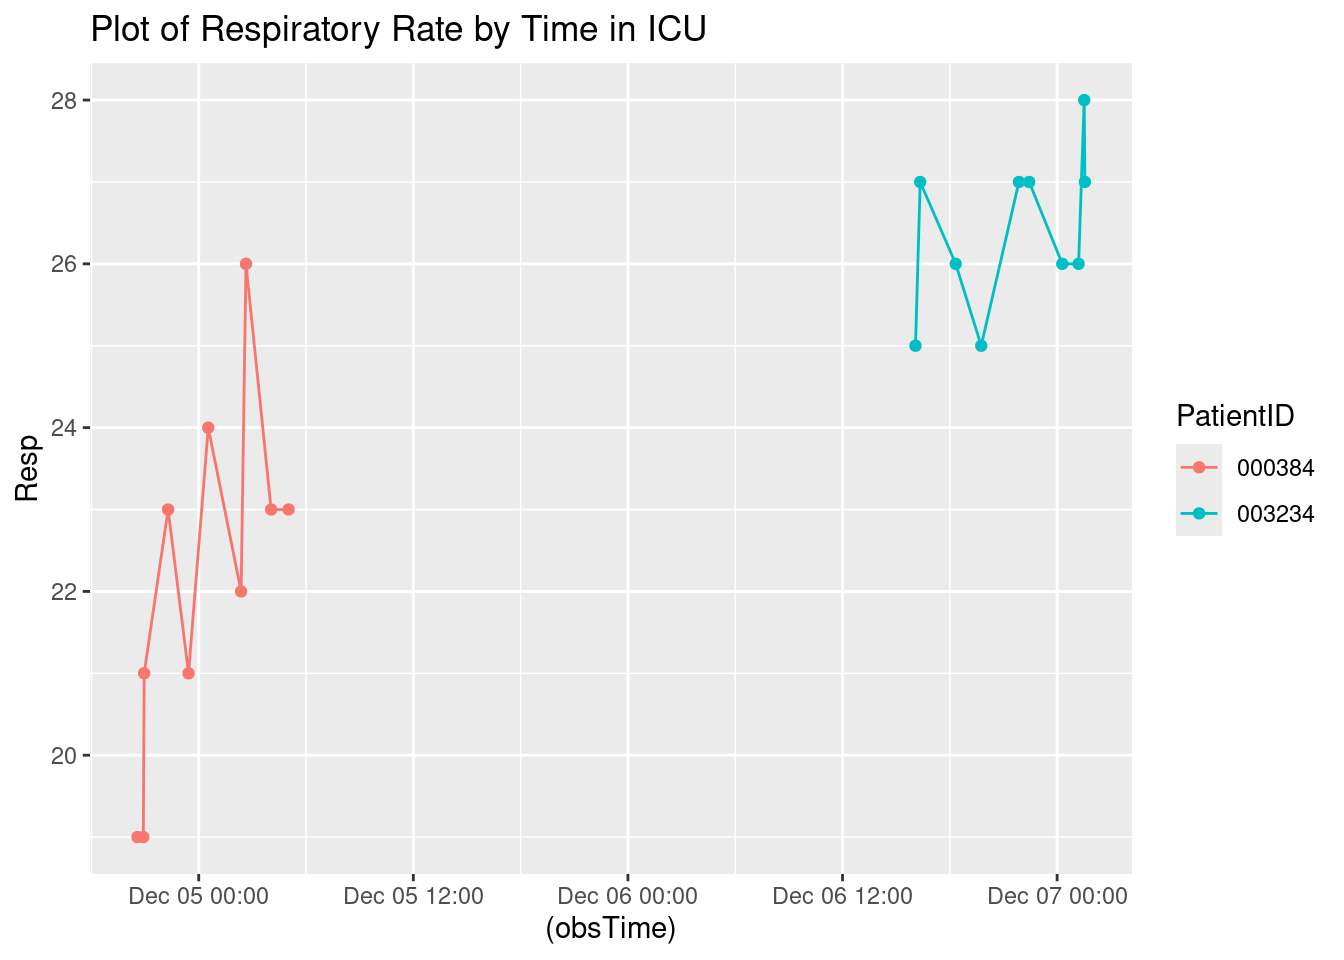 Plot of Respiratory Rate by Time in ICU
28
26
24
22
20
Resp
Dec 05 00:00
Dec 05 12:00
Dec 06 00:00
Dec 06 12:00
Dec 07 00:00
(obsTime)
PatientID
000384
003234